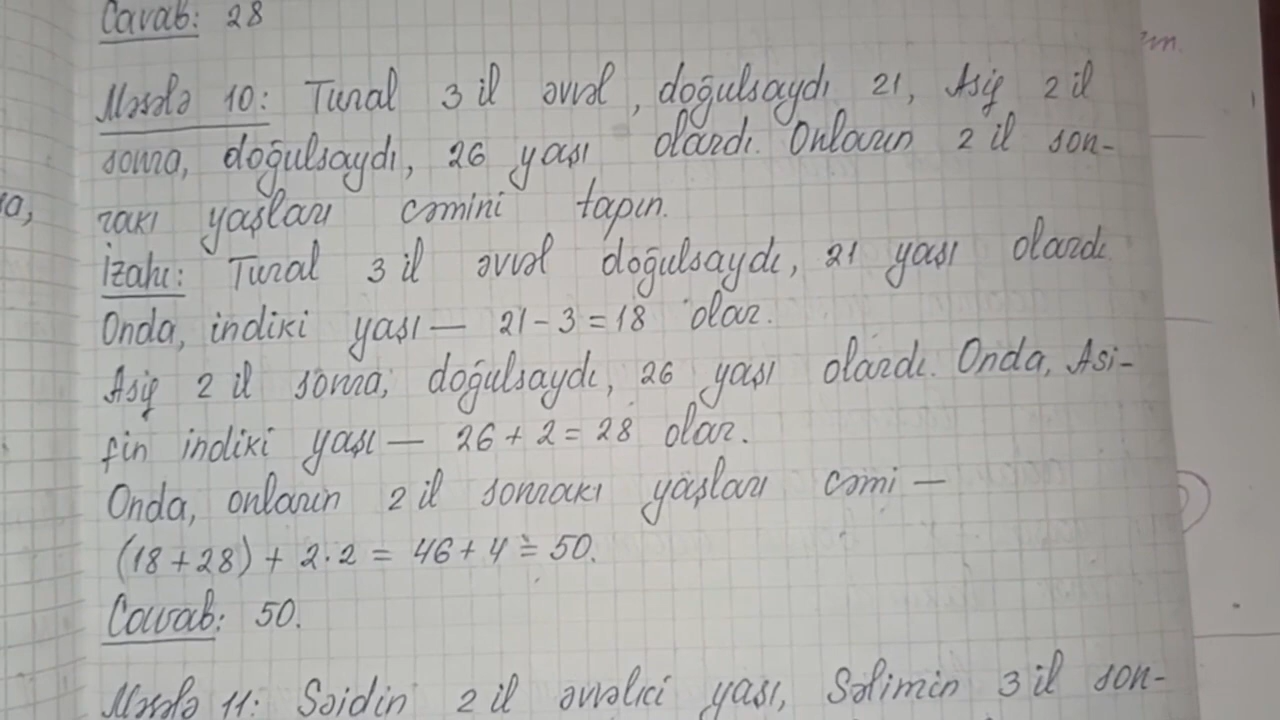 Cavab: 28
Məsələ 10: Tural 3 il əvvəl, doğulsaydı 21, Asif 2 il
sonra, doğulsaydı, 26 yaşı olardı. Onların 2 il son-
rakı yaşları cəmini tapın.
İzahı: Tural 3 il əvvəl doğulsaydı, 21 yaşı olardı.
Onda, indiki yaşı — 21 - 3 = 18 olar.
Asif 2 il sonra, doğulsaydı, 26 yaşı olardı. Onda, Asi-
fin indiki yaşı — 26 + 2 = 28 olar.
Onda, onların 2 il sonrakı yaşları cəmi —
(18 + 28) + 2 · 2 = 46 + 4 = 50.
Cavab: 50.
Məsələ 11: Səidin 2 il əvvəlki yaşı, Səlimin 3 il son-